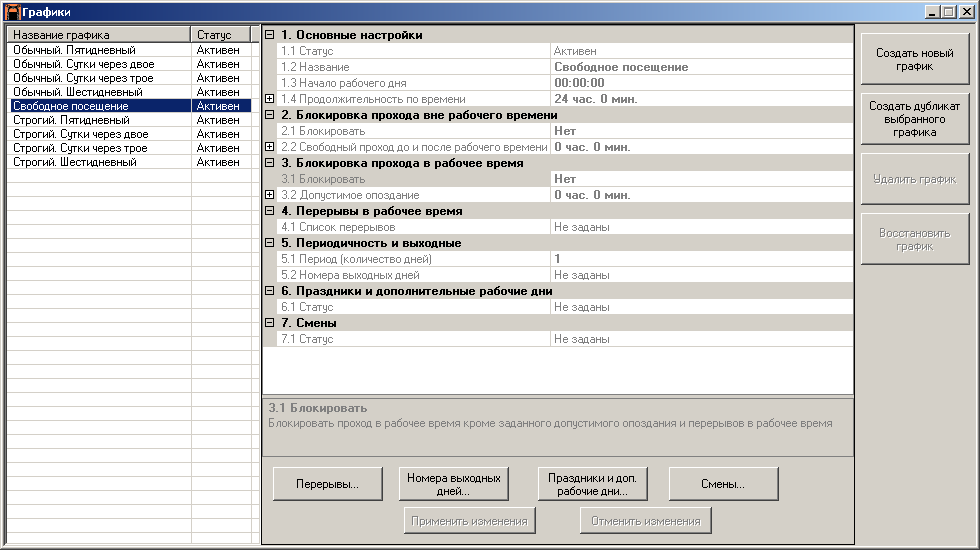 Графики
Название графика Статус
Обычный. Пятидневный Активен
Обычный. Сутки через двое Активен
Обычный. Сутки через трое Активен
Обычный. Шестидневный Активен
Свободное посещение Активен
Строгий. Пятидневный Активен
Строгий. Сутки через двое Активен
Строгий. Сутки через трое Активен
Строгий. Шестидневный Активен
1. Основные настройки
1.1 Статус Активен
1.2 Название Свободное посещение
1.3 Начало рабочего дня 00:00:00
1.4 Продолжительность по времени 24 час. 0 мин.
2. Блокировка прохода вне рабочего времени
2.1 Блокировать Нет
2.2 Свободный проход до и после рабочего времени 0 час. 0 мин.
3. Блокировка прохода в рабочее время
3.1 Блокировать Нет
3.2 Допустимое опоздание 0 час. 0 мин.
4. Перерывы в рабочее время
4.1 Список перерывов Не заданы
5. Периодичность и выходные
5.1 Период (количество дней) 1
5.2 Номера выходных дней Не заданы
6. Праздники и дополнительные рабочие дни
6.1 Статус Не заданы
7. Смены
7.1 Статус Не заданы
3.1 Блокировать
Блокировать проход в рабочее время кроме заданного допустимого опоздания и перерывов в рабочее время
Перерывы...
Номера выходных
дней...
Праздники и доп.
рабочие дни...
Смены...
Применить изменения
Отменить изменения
Создать новый
график
Создать дубликат
выбранного
графика
Удалить график
Восстановить
график